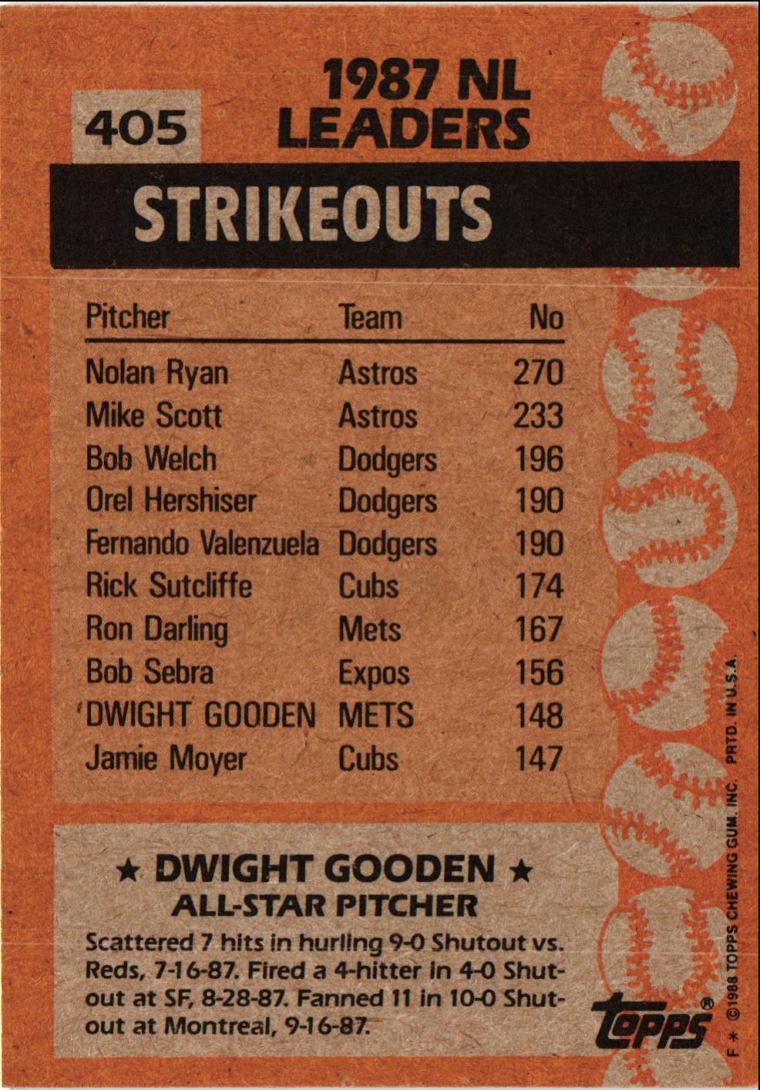 405
1987 NL
LEADERS
STRIKEOUTS
Pitcher Team No
Nolan Ryan Astros 270
Mike Scott Astros 233
Bob Welch Dodgers 196
Orel Hershiser Dodgers 190
Fernando Valenzuela Dodgers 190
Rick Sutcliffe Cubs 174
Ron Darling Mets 167
Bob Sebra Expos 156
DWIGHT GOODEN METS 148
Jamie Moyer Cubs 147
★ DWIGHT GOODEN ★
ALL-STAR PITCHER
Scattered 7 hits in hurling 9-0 Shutout vs.
Reds, 7-16-87. Fired a 4-hitter in 4-0 Shut-
out at SF, 8-28-87. Fanned 11 in 10-0 Shut-
out at Montreal, 9-16-87.
topps®
F * ©1988 TOPPS CHEWING GUM, INC. PRTD. IN U.S.A.